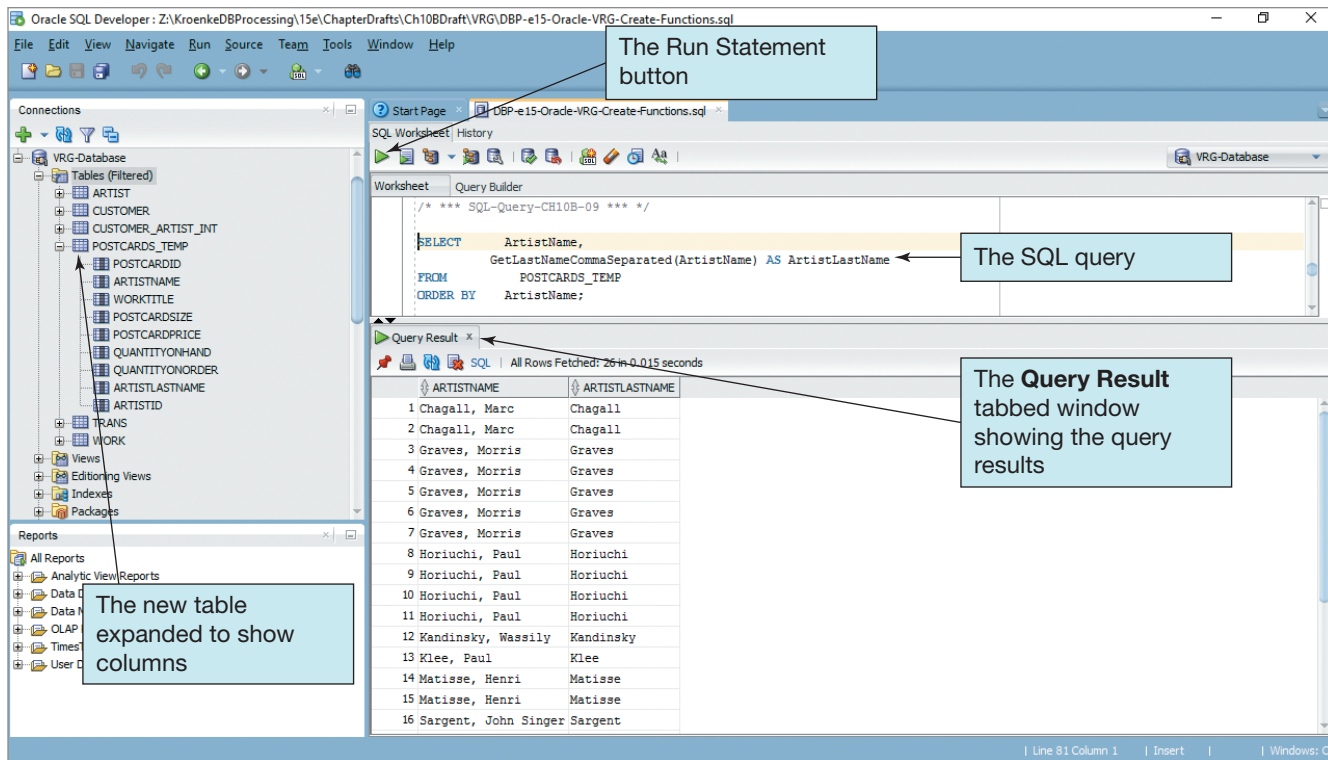 Oracle SQL Developer : Z:\KroenkeDBProcessing\15e\ChapterDrafts\Ch10BDraft\VRG\DBP-e15-Oracle-VRG-Create-Functions.sql
File Edit View Navigate Run Source Team Tools Window Help
The Run Statement
button
Connections
Start Page
DBP-e15-Oracle-VRG-Create-Functions.sql
SQL Worksheet History
VRG-Database
Worksheet Query Builder
VRG-Database
Tables (Filtered)
ARTIST
CUSTOMER
CUSTOMER_ARTIST_INT
POSTCARDS_TEMP
POSTCARDID
ARTISTNAME
WORKTITLE
POSTCARDSIZE
POSTCARDPRICE
QUANTITYONHAND
QUANTITYONORDER
ARTISTLASTNAME
ARTISTID
TRANS
WORK
Views
Editioning Views
Indexes
Packages
/* *** SQL-Query-CH10B-09 *** */
SELECT ArtistName,
GetLastNameCommaSeparated(ArtistName) AS ArtistLastName
FROM POSTCARDS_TEMP
ORDER BY ArtistName;
The SQL query
Query Result
SQL | All Rows Fetched: 26 in 0.015 seconds
ARTISTNAME ARTISTLASTNAME
1 Chagall, Marc Chagall
2 Chagall, Marc Chagall
3 Graves, Morris Graves
4 Graves, Morris Graves
5 Graves, Morris Graves
6 Graves, Morris Graves
7 Graves, Morris Graves
8 Horiuchi, Paul Horiuchi
9 Horiuchi, Paul Horiuchi
10 Horiuchi, Paul Horiuchi
11 Horiuchi, Paul Horiuchi
12 Kandinsky, Wassily Kandinsky
13 Klee, Paul Klee
14 Matisse, Henri Matisse
15 Matisse, Henri Matisse
16 Sargent, John Singer Sargent
The Query Result
tabbed window
showing the query
results
Reports
All Reports
Analytic View Reports
Data
Data
OLAP
User
The new table
expanded to show
columns
| Line 81 Column 1 | Insert | | Windows: